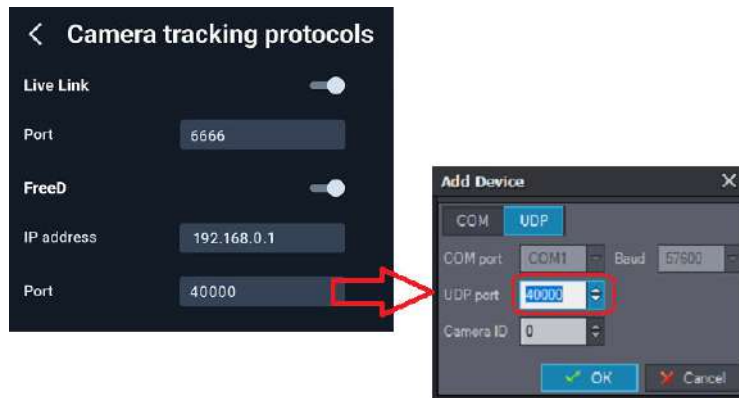 Camera tracking protocols
Live Link
Port 6666
FreeD
IP address 192.168.0.1
Port 40000
Add Device
COM UDP
COM port COM1 Baud 57600
UDP port 40000
Camera ID 0
OK Cancel